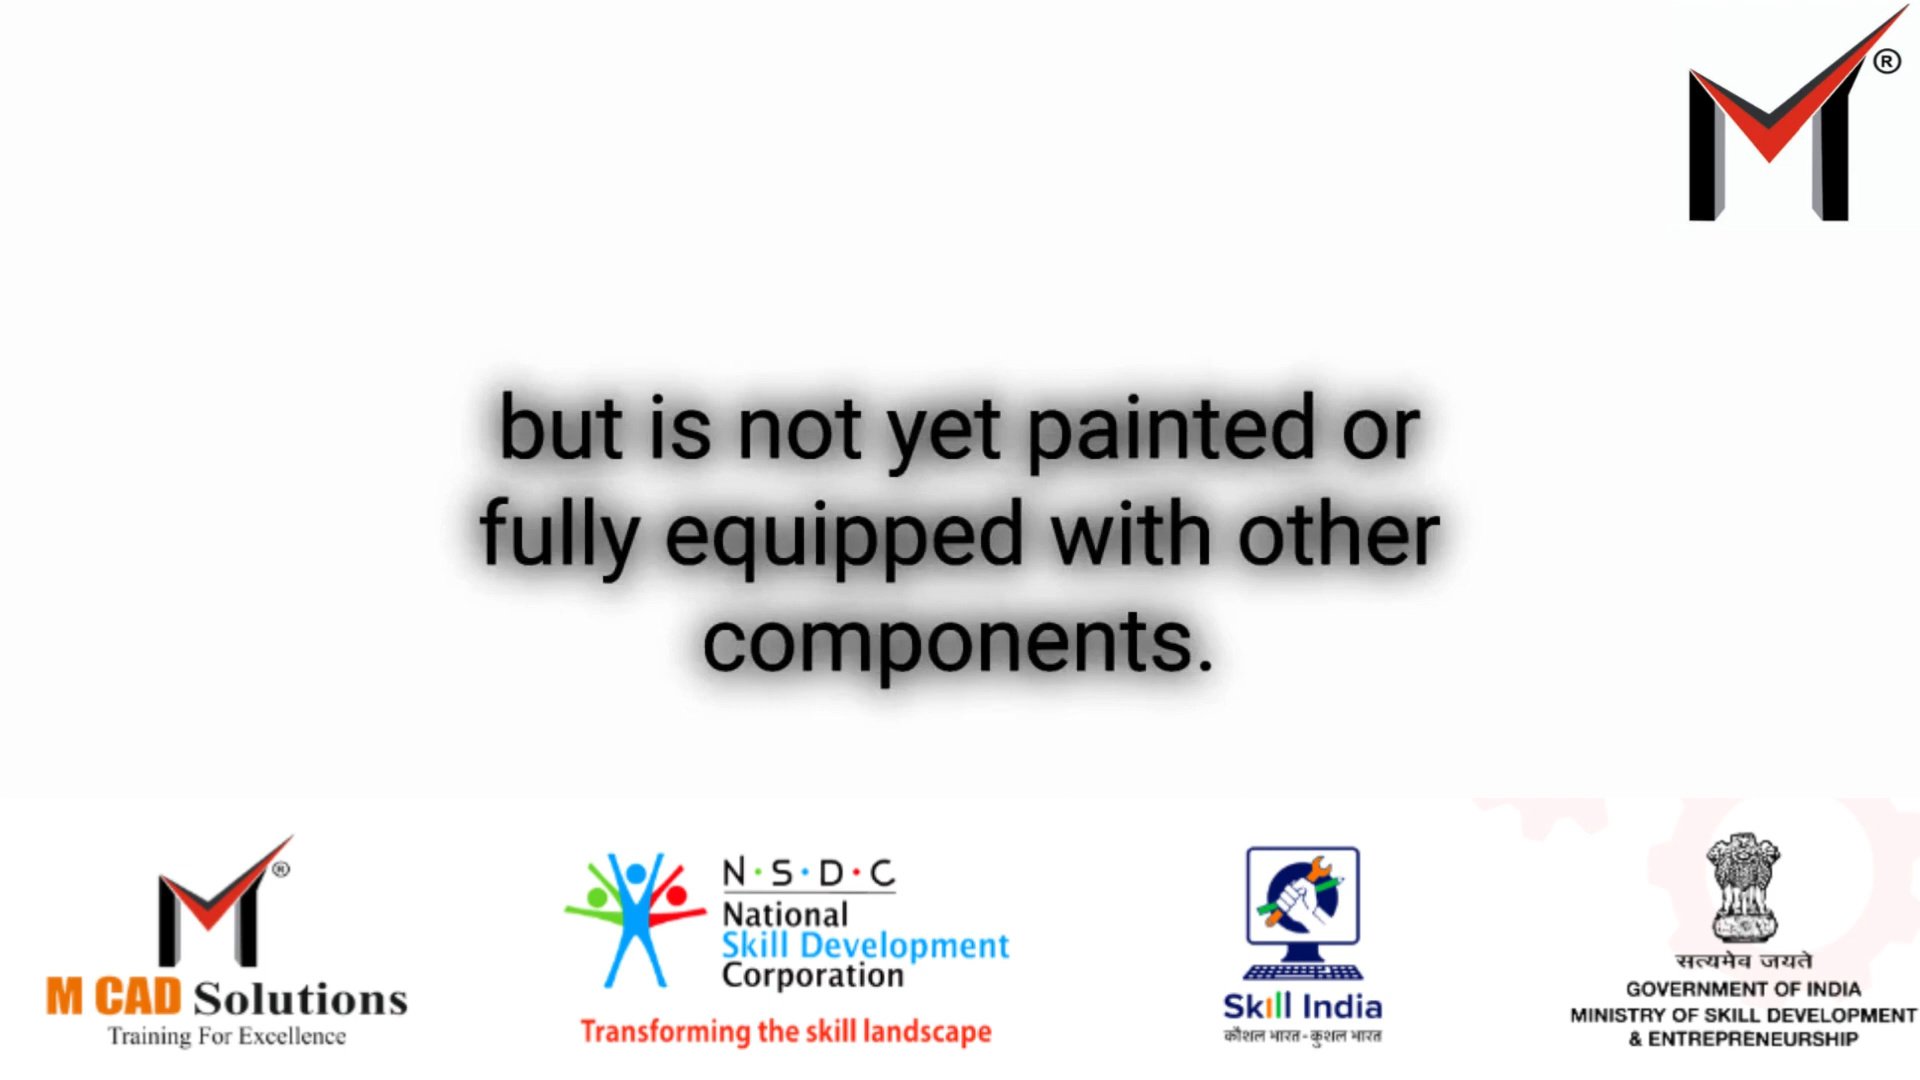 ®
but is not yet painted or
fully equipped with other
components.
®
M CAD Solutions
Training For Excellence
N·S·D·C
National
Skill Development
Corporation
Transforming the skill landscape
Skill India
कौशल भारत-कुशल भारत
सत्यमेव जयते
GOVERNMENT OF INDIA
MINISTRY OF SKILL DEVELOPMENT
& ENTREPRENEURSHIP